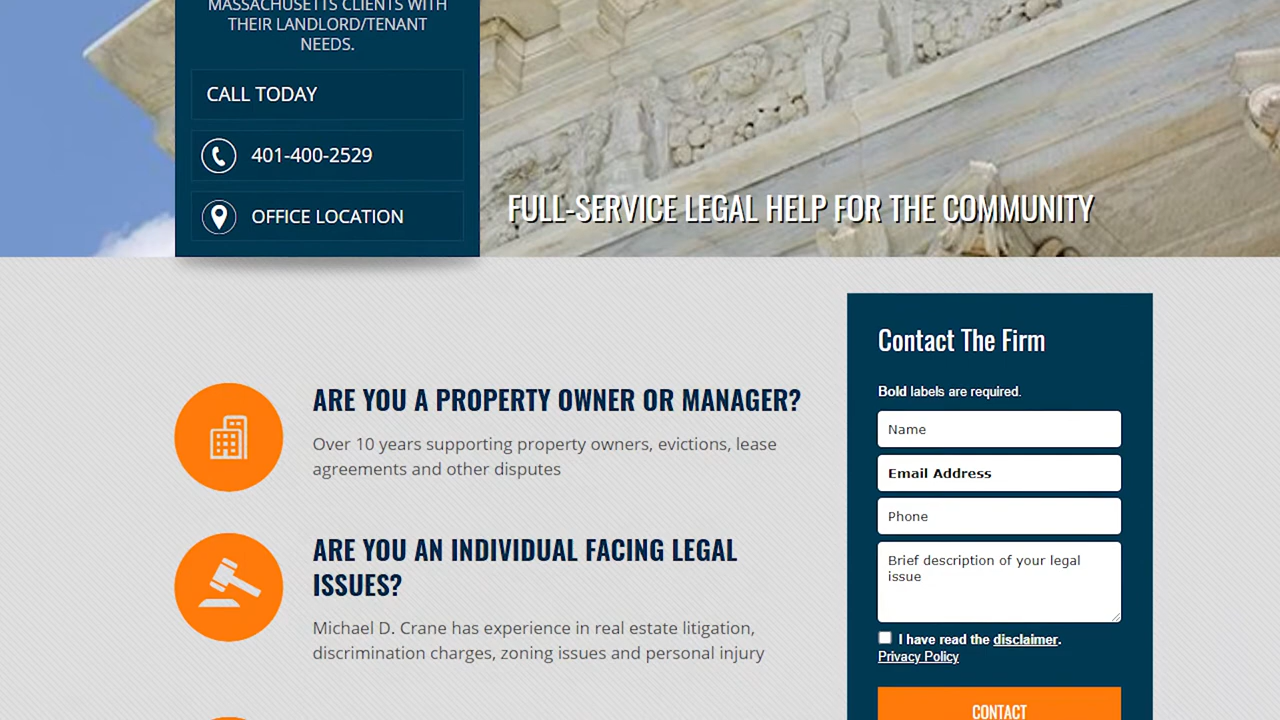 MASSACHUSETTS CLIENTS WITH
THEIR LANDLORD/TENANT
NEEDS.
CALL TODAY
401-400-2529
OFFICE LOCATION
FULL-SERVICE LEGAL HELP FOR THE COMMUNITY
ARE YOU A PROPERTY OWNER OR MANAGER?
Over 10 years supporting property owners, evictions, lease
agreements and other disputes
ARE YOU AN INDIVIDUAL FACING LEGAL
ISSUES?
Michael D. Crane has experience in real estate litigation,
discrimination charges, zoning issues and personal injury
Contact The Firm
Bold labels are required.
Name
Email Address
Phone
Brief description of your legal
issue
I have read the disclaimer.
Privacy Policy
CONTACT